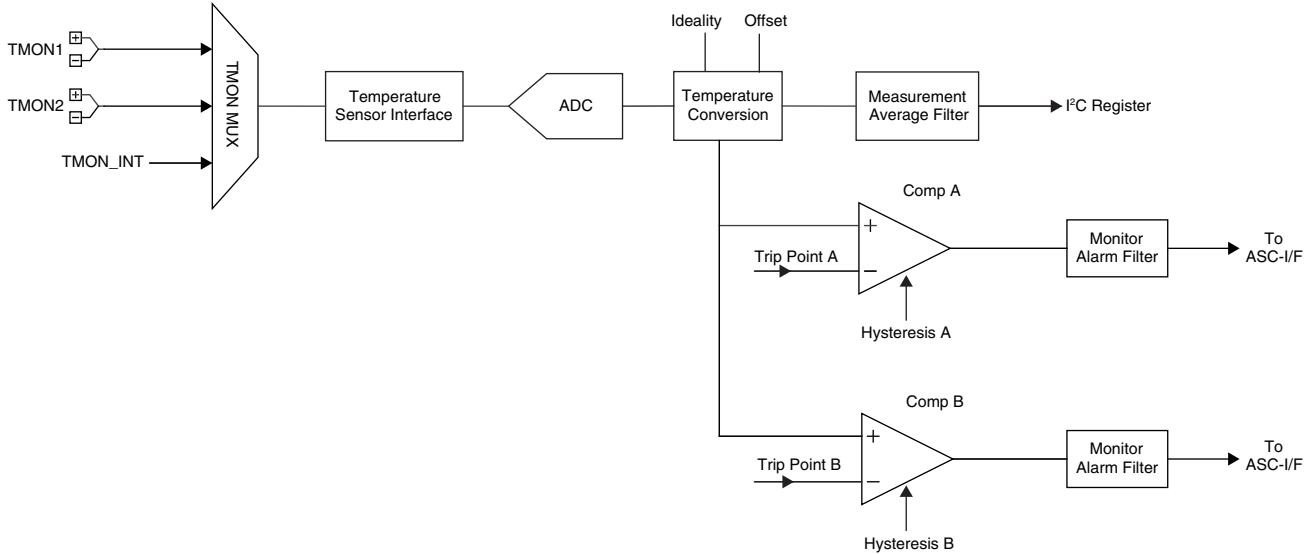 Ideality
Offset
TMON1
+
−
TMON2
+
−
TMON_INT
TMON MUX
Temperature
Sensor Interface
ADC
Temperature
Conversion
Measurement
Average Filter
I²C Register
Comp A
+
Trip Point A
−
Hysteresis A
Monitor
Alarm Filter
To
ASC-I/F
Comp B
+
Trip Point B
−
Hysteresis B
Monitor
Alarm Filter
To
ASC-I/F